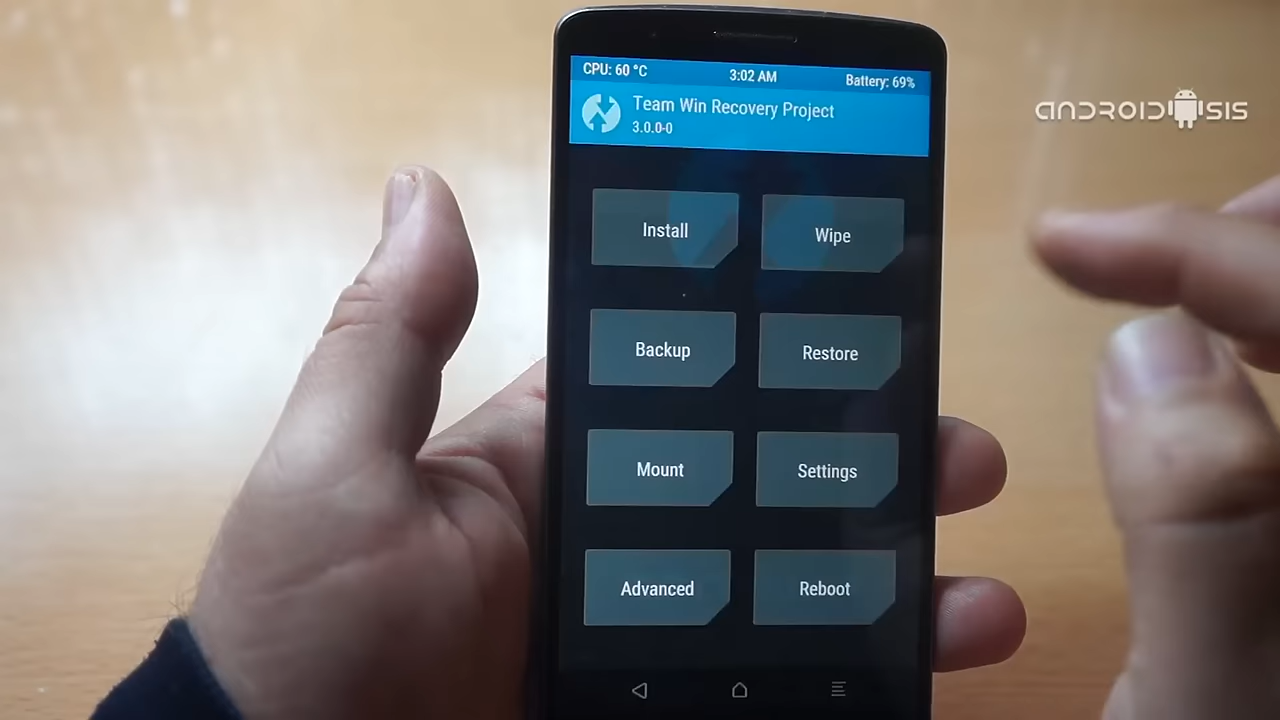 CPU: 60 °C 3:02 AM Battery: 69%
Team Win Recovery Project
3.0.0-0
ANDROIDSIS
Install Wipe
Backup Restore
Mount Settings
Advanced Reboot